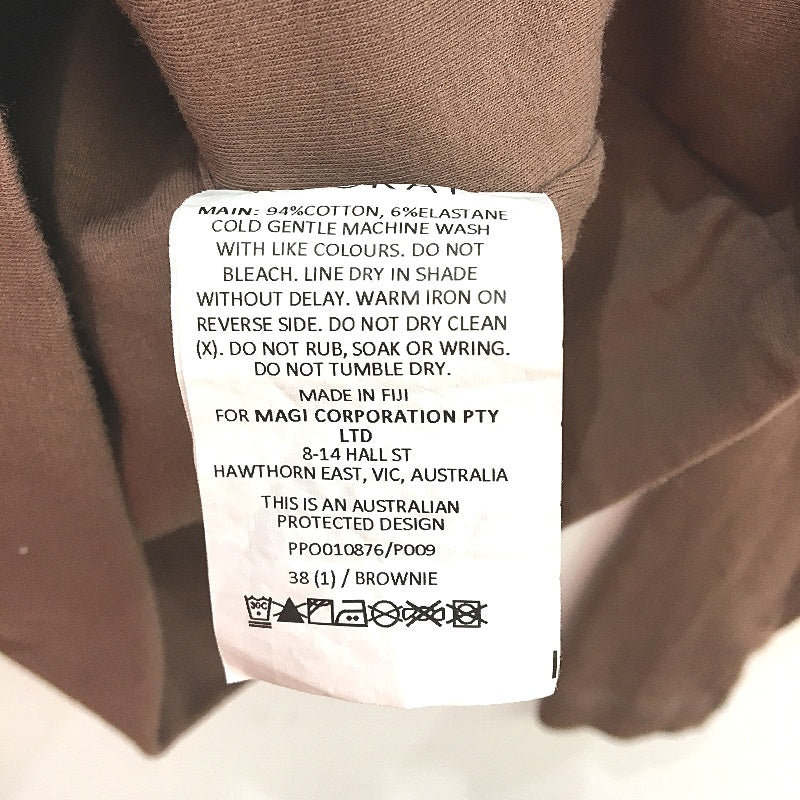 MAIN: 94%COTTON, 6%ELASTANE
COLD GENTLE MACHINE WASH
WITH LIKE COLOURS. DO NOT
BLEACH. LINE DRY IN SHADE
WITHOUT DELAY. WARM IRON ON
REVERSE SIDE. DO NOT DRY CLEAN
(X). DO NOT RUB, SOAK OR WRING.
DO NOT TUMBLE DRY.
MADE IN FIJI
FOR MAGI CORPORATION PTY
LTD
8-14 HALL ST
HAWTHORN EAST, VIC, AUSTRALIA
THIS IS AN AUSTRALIAN
PROTECTED DESIGN
PPO010876/P009
38 (1) / BROWNIE
30C